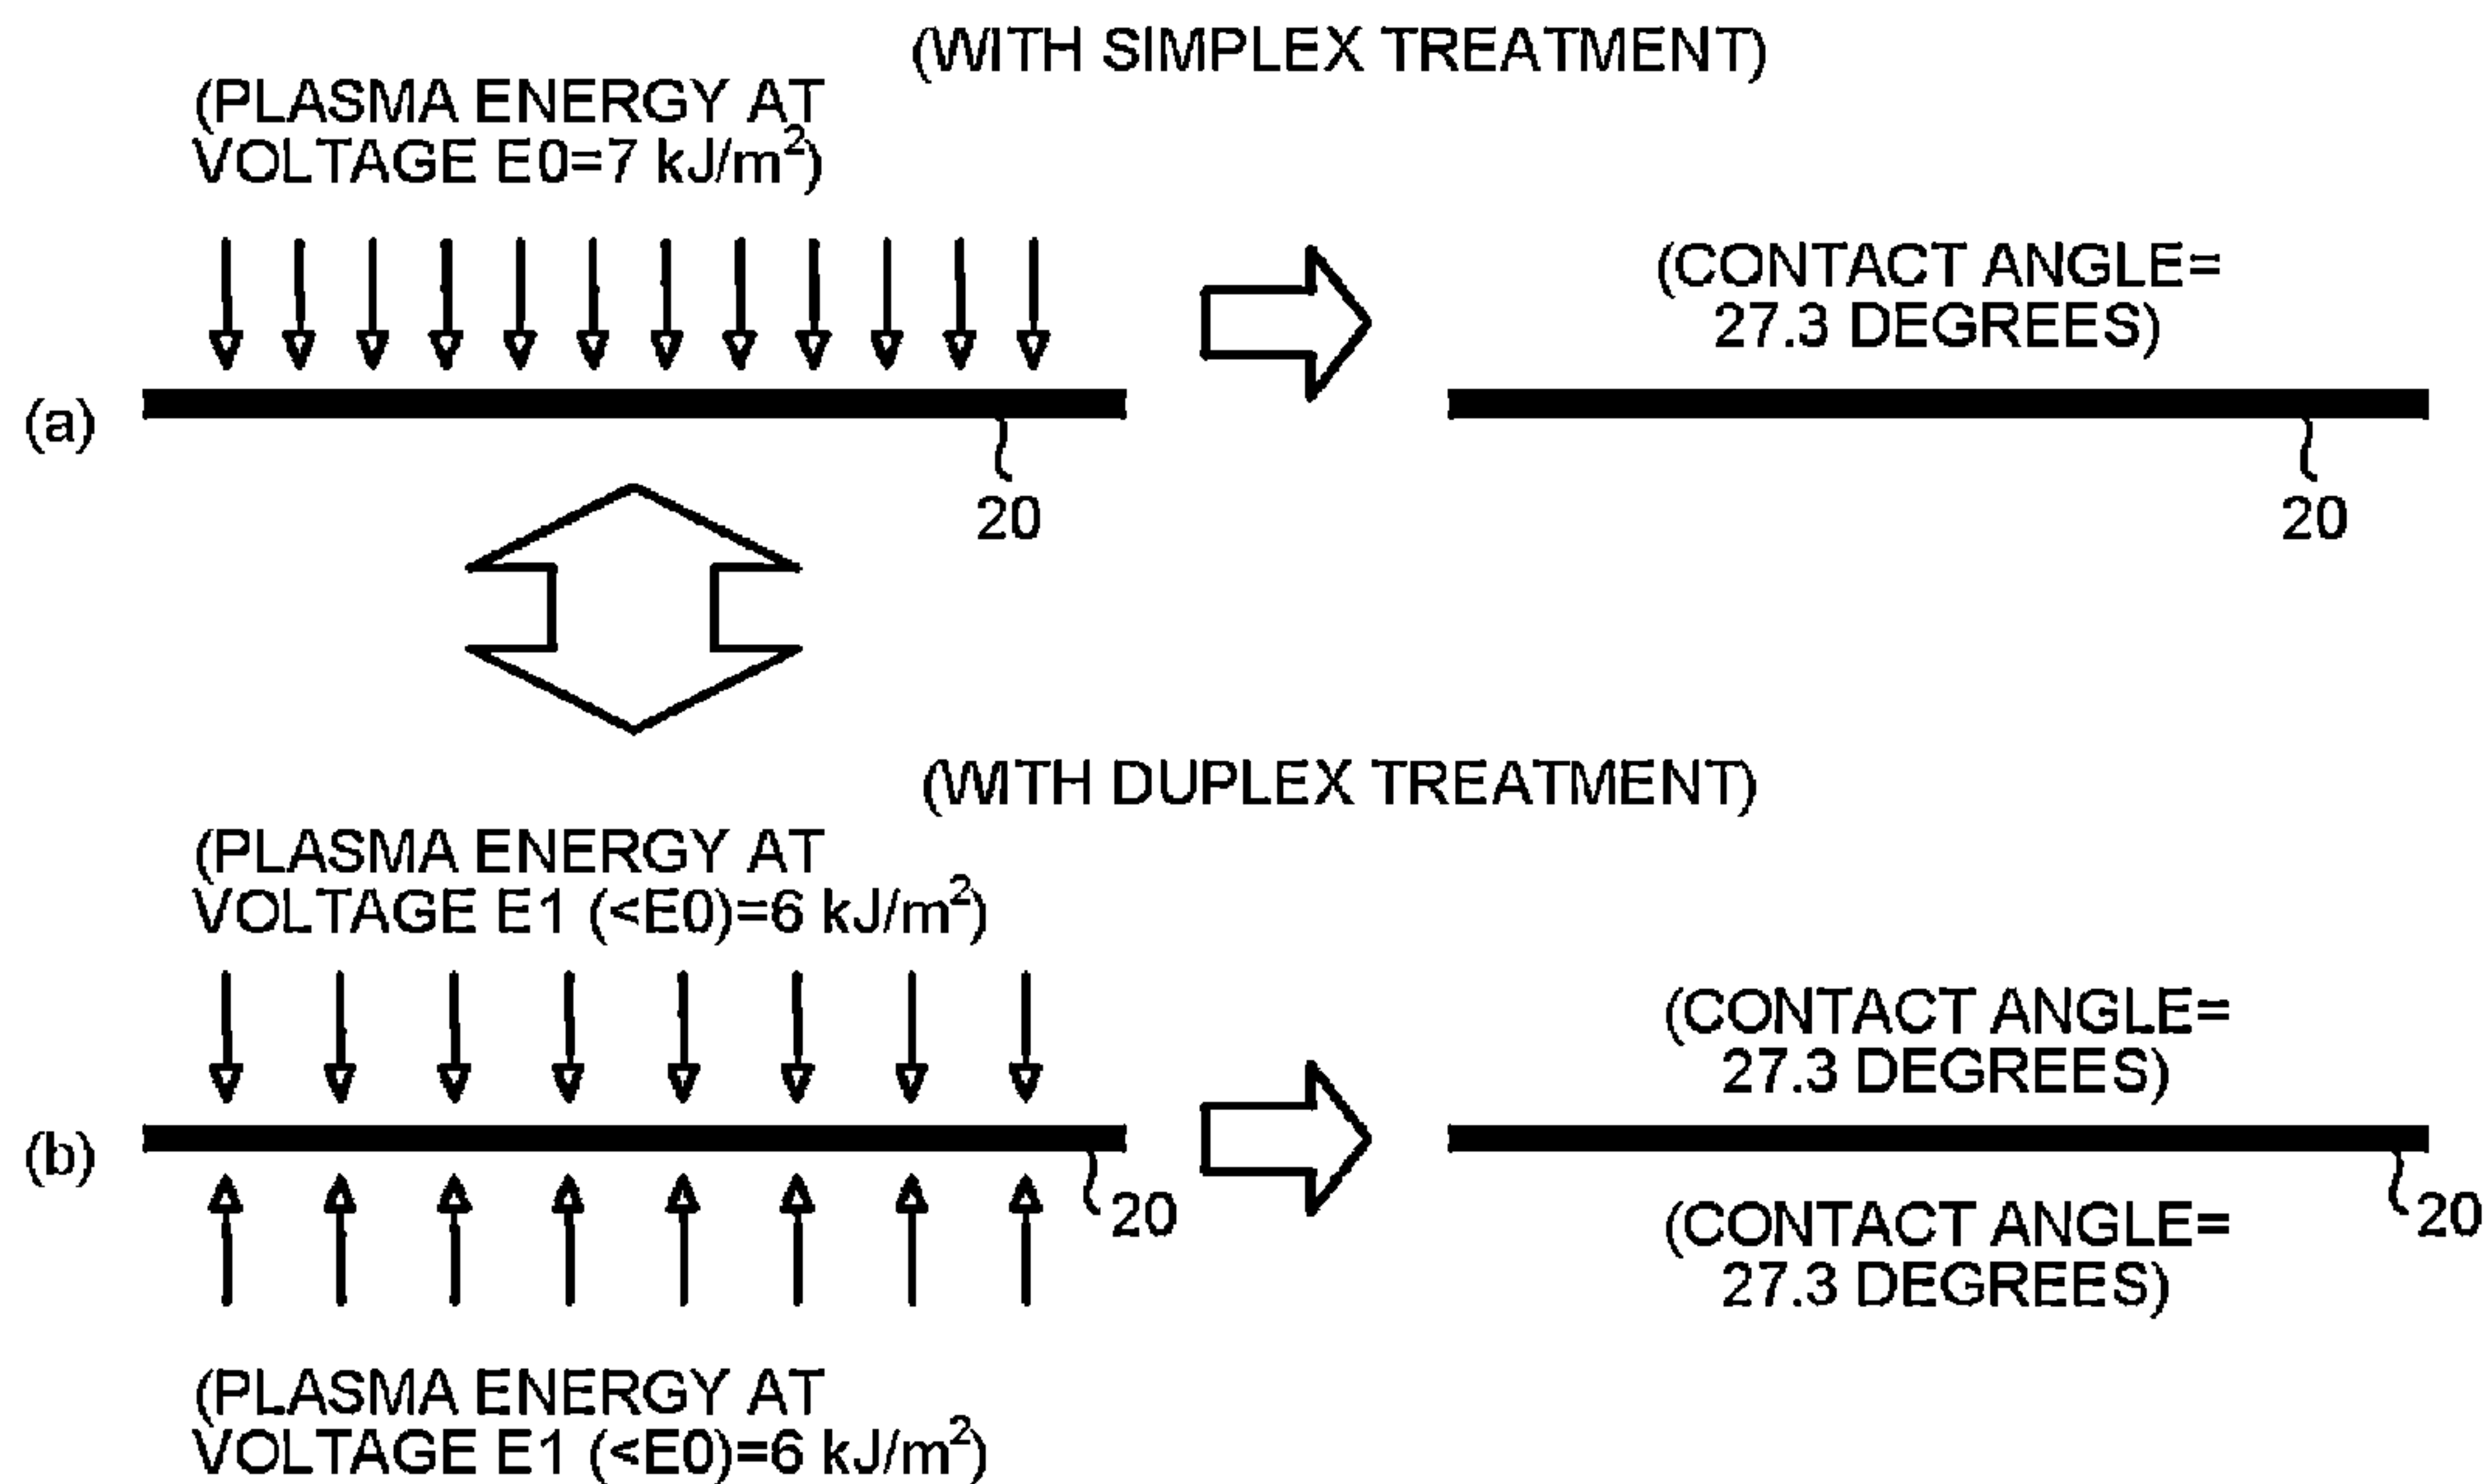 (WITH SIMPLEX TREATMENT)
(PLASMA ENERGY AT
VOLTAGE E0=7 kJ/m²)
(CONTACT ANGLE=
27.3 DEGREES)
(a)
20
20
(WITH DUPLEX TREATMENT)
(PLASMA ENERGY AT
VOLTAGE E1 (<E0)=6 kJ/m²)
(CONTACT ANGLE=
27.3 DEGREES)
(b)
20
20
(CONTACT ANGLE=
27.3 DEGREES)
(PLASMA ENERGY AT
VOLTAGE E1 (<E0)=6 kJ/m²)